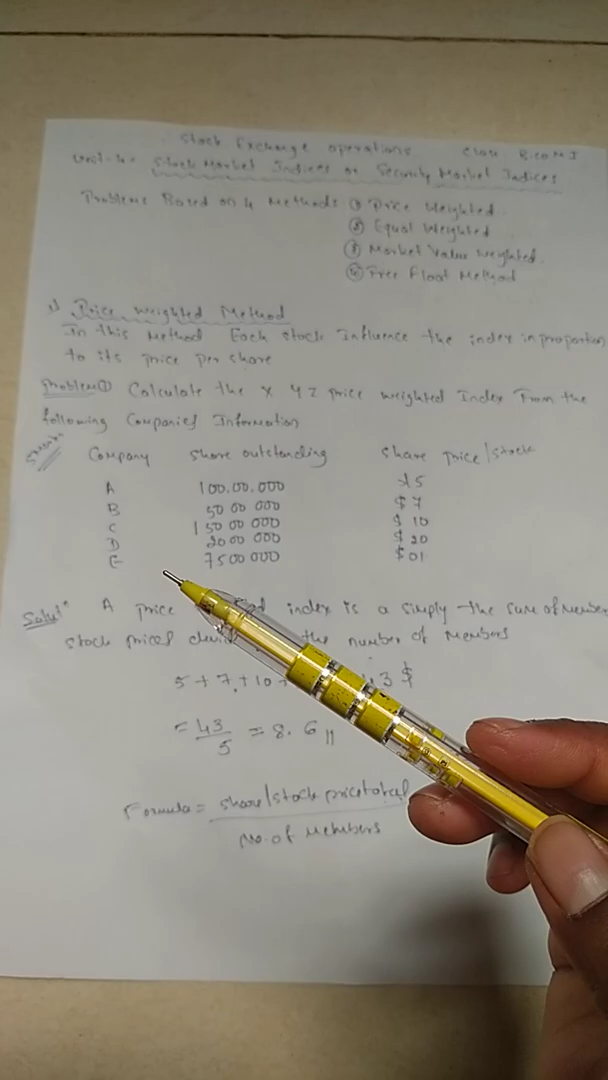 Stock Exchange operations Class B.com I
Unit-4:- Stock Market Indices or Security Market Indices
Problems Based on 4 Methods ① Price Weighted.
② Equal Weighted
③ Market Value Weighted.
④ Free Float Method
1) Price weighted Method
In this Method Each stock Influence the index in proportion
to its price per share
Problem① Calculate the X Y Z price weighted Index From the
following Companies Information
Company Share outstanding Share price/stock
A 100.00.000 $5
B 50 00 000 $ 7
C 1 50 00 000 $ 10
D 20 00 000 $ 20
E 75 00 000 $ 01
Solu" A price index is a simply the sum of Member
stock prices the number of Members
5 + 7 + 10 + 3 $
= 43/5 = 8.6 //
Formula = share/stock price total
No. of Members